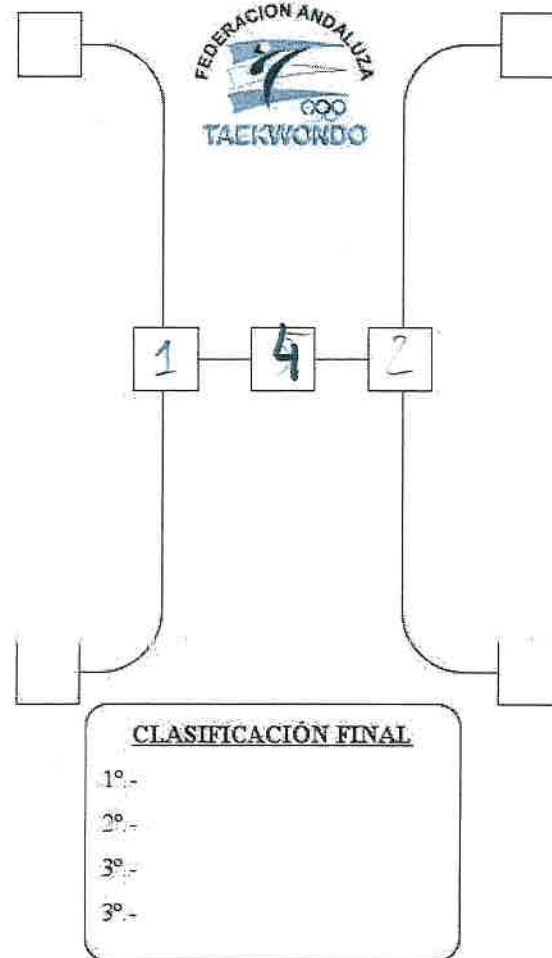 FEDERACION ANDALUZA
TAEKWONDO
1 4 2
CLASIFICACIÓN FINAL
1º.-
2º.-
3º.-
3º.-